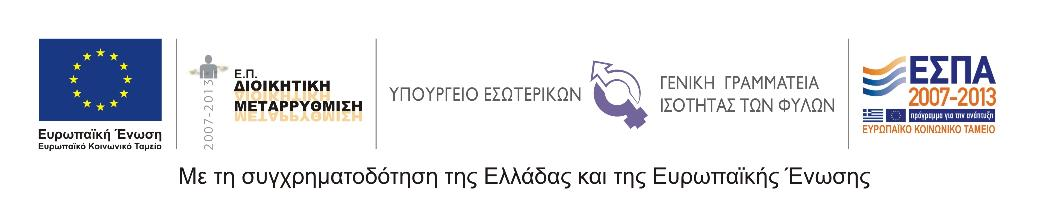 Ευρωπαϊκή Ένωση
Ευρωπαϊκό Κοινωνικό Ταμείο
2007-2013
Ε.Π.
ΔΙΟΙΚΗΤΙΚΗ
ΜΕΤΑΡΡΥΘΜΙΣΗ
ΥΠΟΥΡΓΕΙΟ ΕΣΩΤΕΡΙΚΩΝ
ΓΕΝΙΚΗ ΓΡΑΜΜΑΤΕΙΑ
ΙΣΟΤΗΤΑΣ ΤΩΝ ΦΥΛΩΝ
ΕΣΠΑ
2007-2013
πρόγραμμα για την ανάπτυξη
ΕΥΡΩΠΑΪΚΟ ΚΟΙΝΩΝΙΚΟ ΤΑΜΕΙΟ
Με τη συγχρηματοδότηση της Ελλάδας και της Ευρωπαϊκής Ένωσης